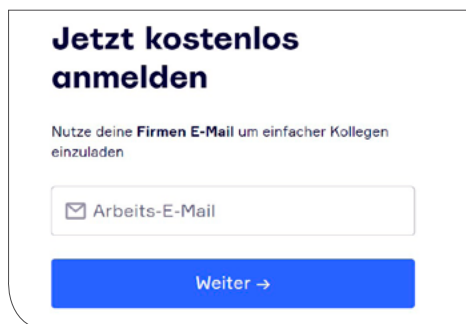 Jetzt kostenlos
anmelden
Nutze deine Firmen E-Mail um einfacher Kollegen
einzuladen
Arbeits-E-Mail
Weiter →